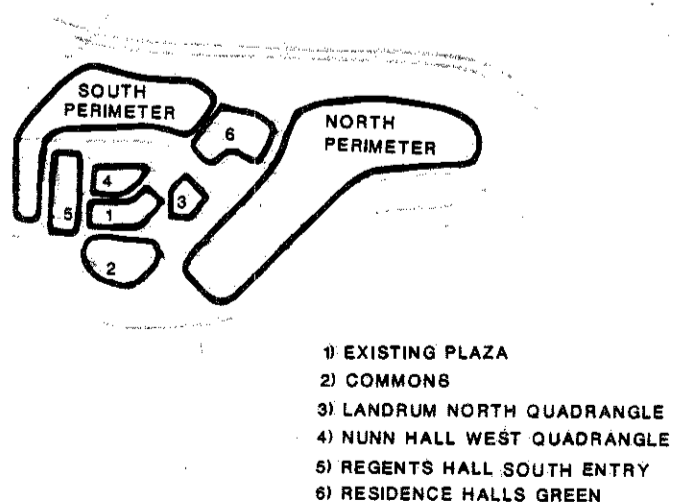 SOUTH
PERIMETER
6
NORTH
PERIMETER
4
3
5
1
2
1) EXISTING PLAZA
2) COMMONS
3) LANDRUM NORTH QUADRANGLE
4) NUNN HALL WEST QUADRANGLE
5) REGENTS HALL SOUTH ENTRY
6) RESIDENCE HALLS GREEN